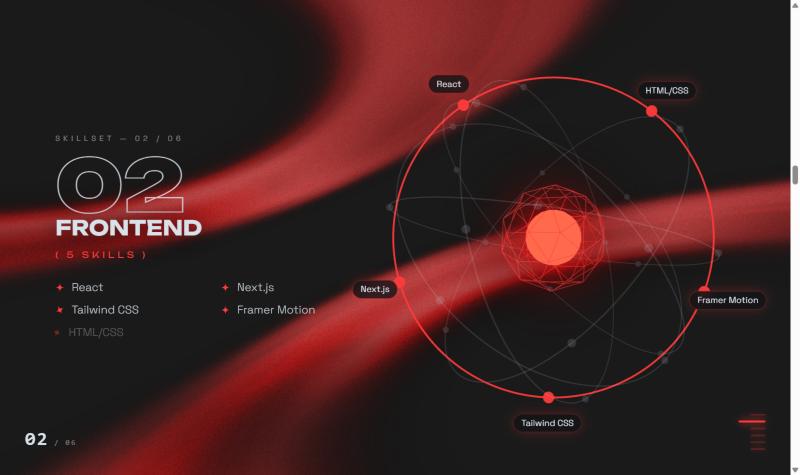 SKILLSET — 02 / 06
02
FRONTEND
( 5 SKILLS )
✦ React
✦ Next.js
✦ Tailwind CSS
✦ Framer Motion
✦ HTML/CSS
React
HTML/CSS
Next.js
Framer Motion
Tailwind CSS
02 / 06